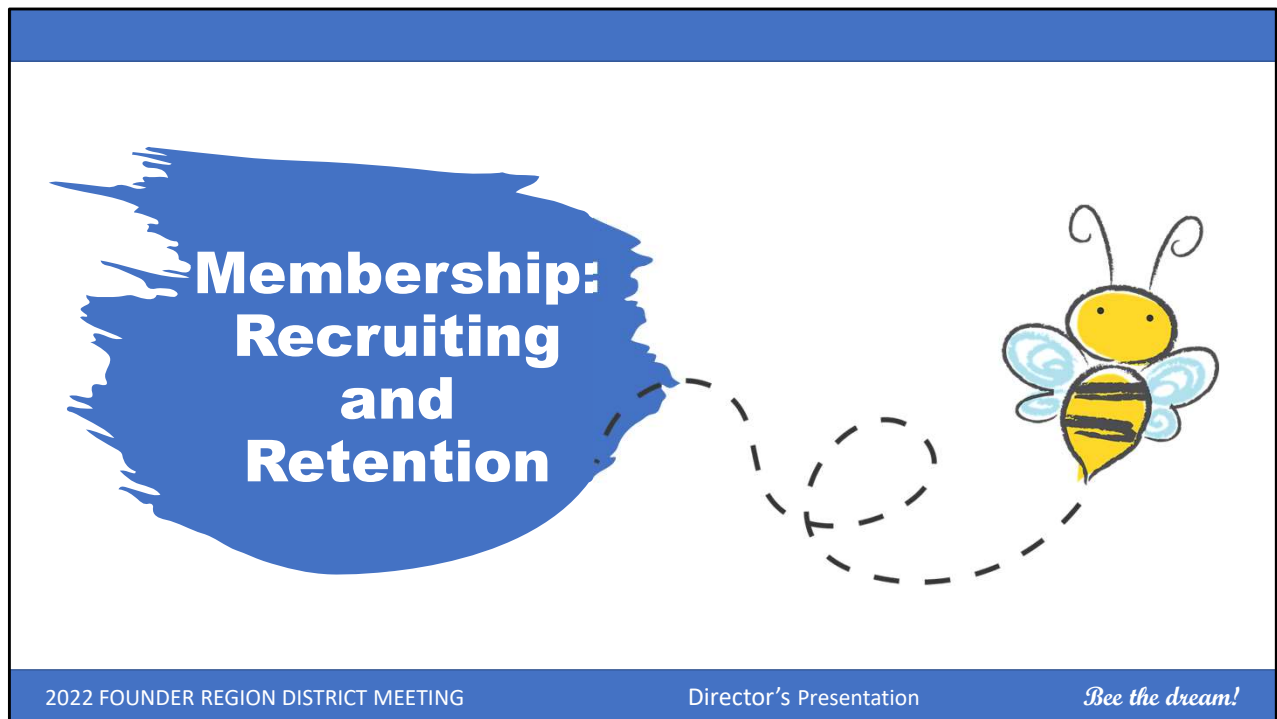 Membership:
Recruiting
and
Retention
2022 FOUNDER REGION DISTRICT MEETING Director's Presentation Bee the dream!